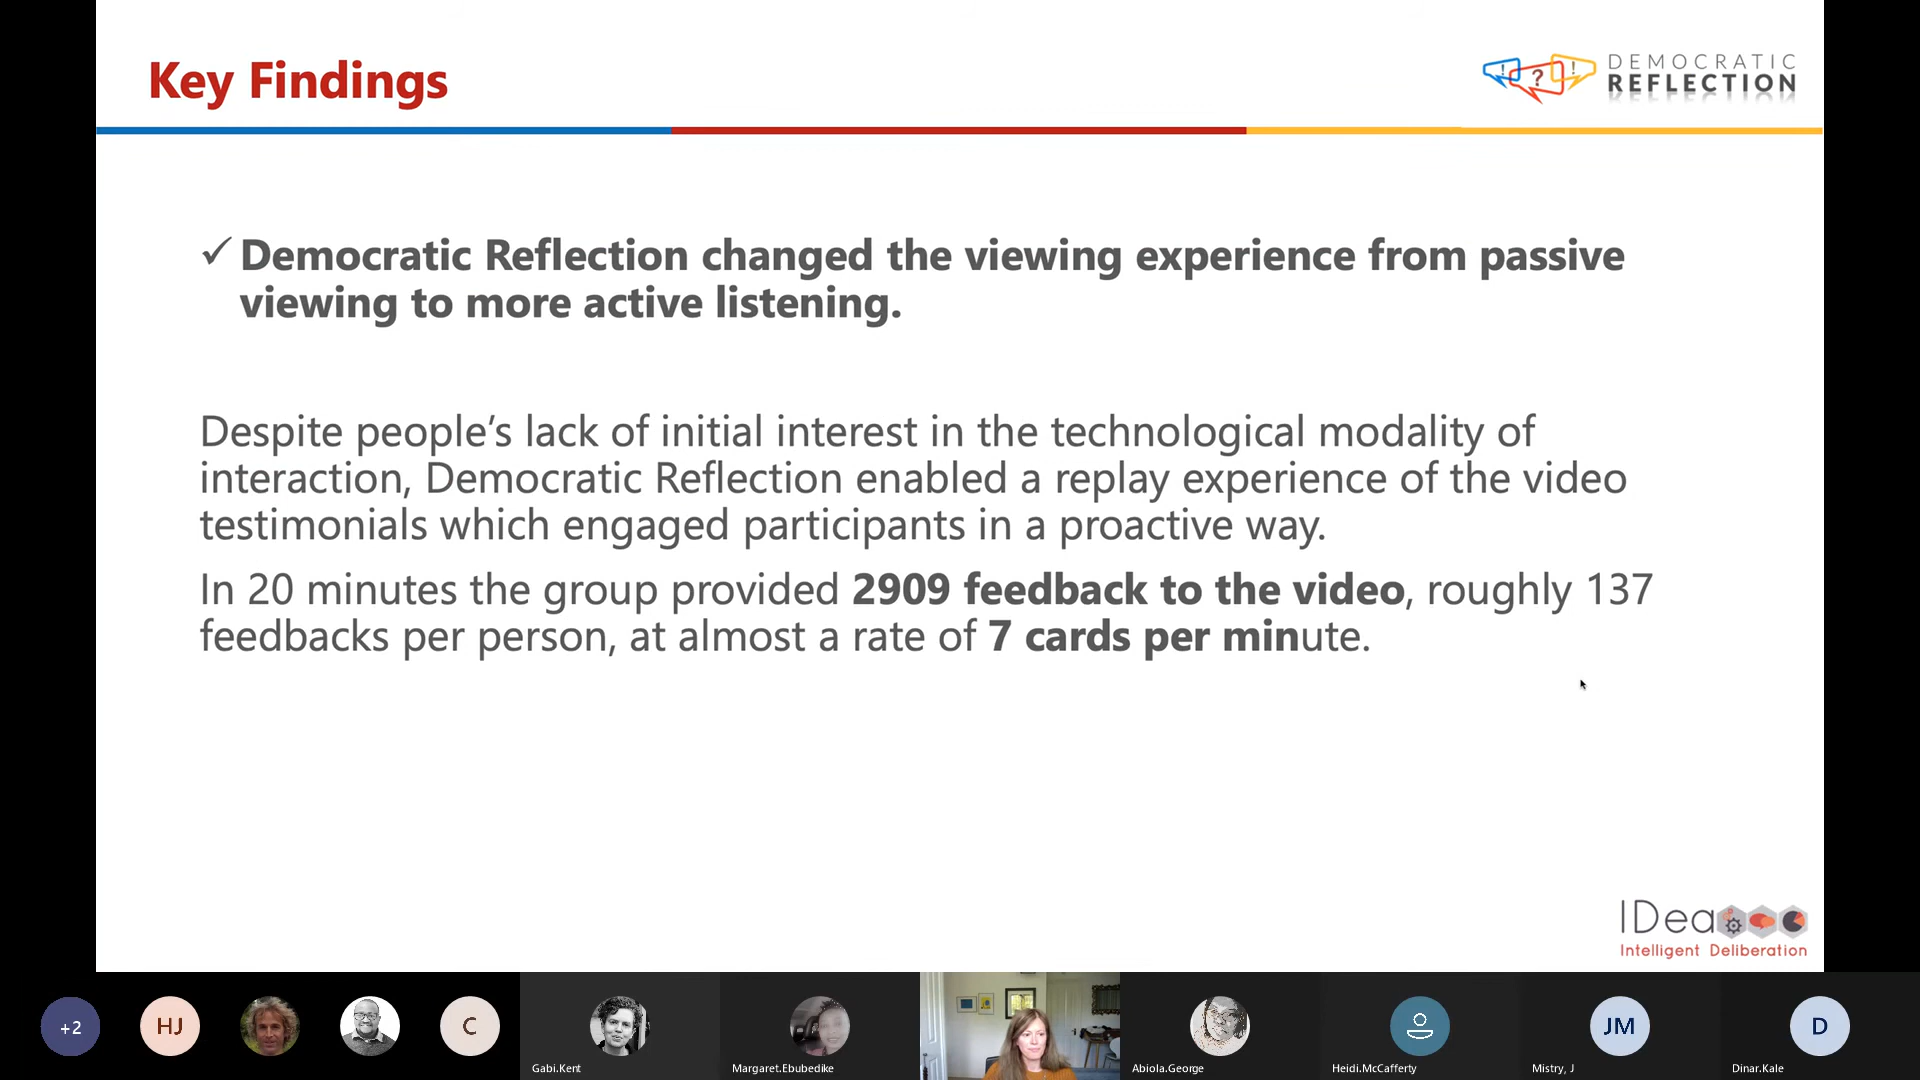 Key Findings
DEMOCRATIC
REFLECTION
! ? !
✓ Democratic Reflection changed the viewing experience from passive
viewing to more active listening.
Despite people’s lack of initial interest in the technological modality of
interaction, Democratic Reflection enabled a replay experience of the video
testimonials which engaged participants in a proactive way.
In 20 minutes the group provided 2909 feedback to the video, roughly 137
feedbacks per person, at almost a rate of 7 cards per minute.
IDea
Intelligent Deliberation
+2
HJ
C
Gabi.Kent
Margaret.Ebubedike
Abiola.George
Heidi.McCafferty
JM
Mistry, J
D
Dinar.Kale